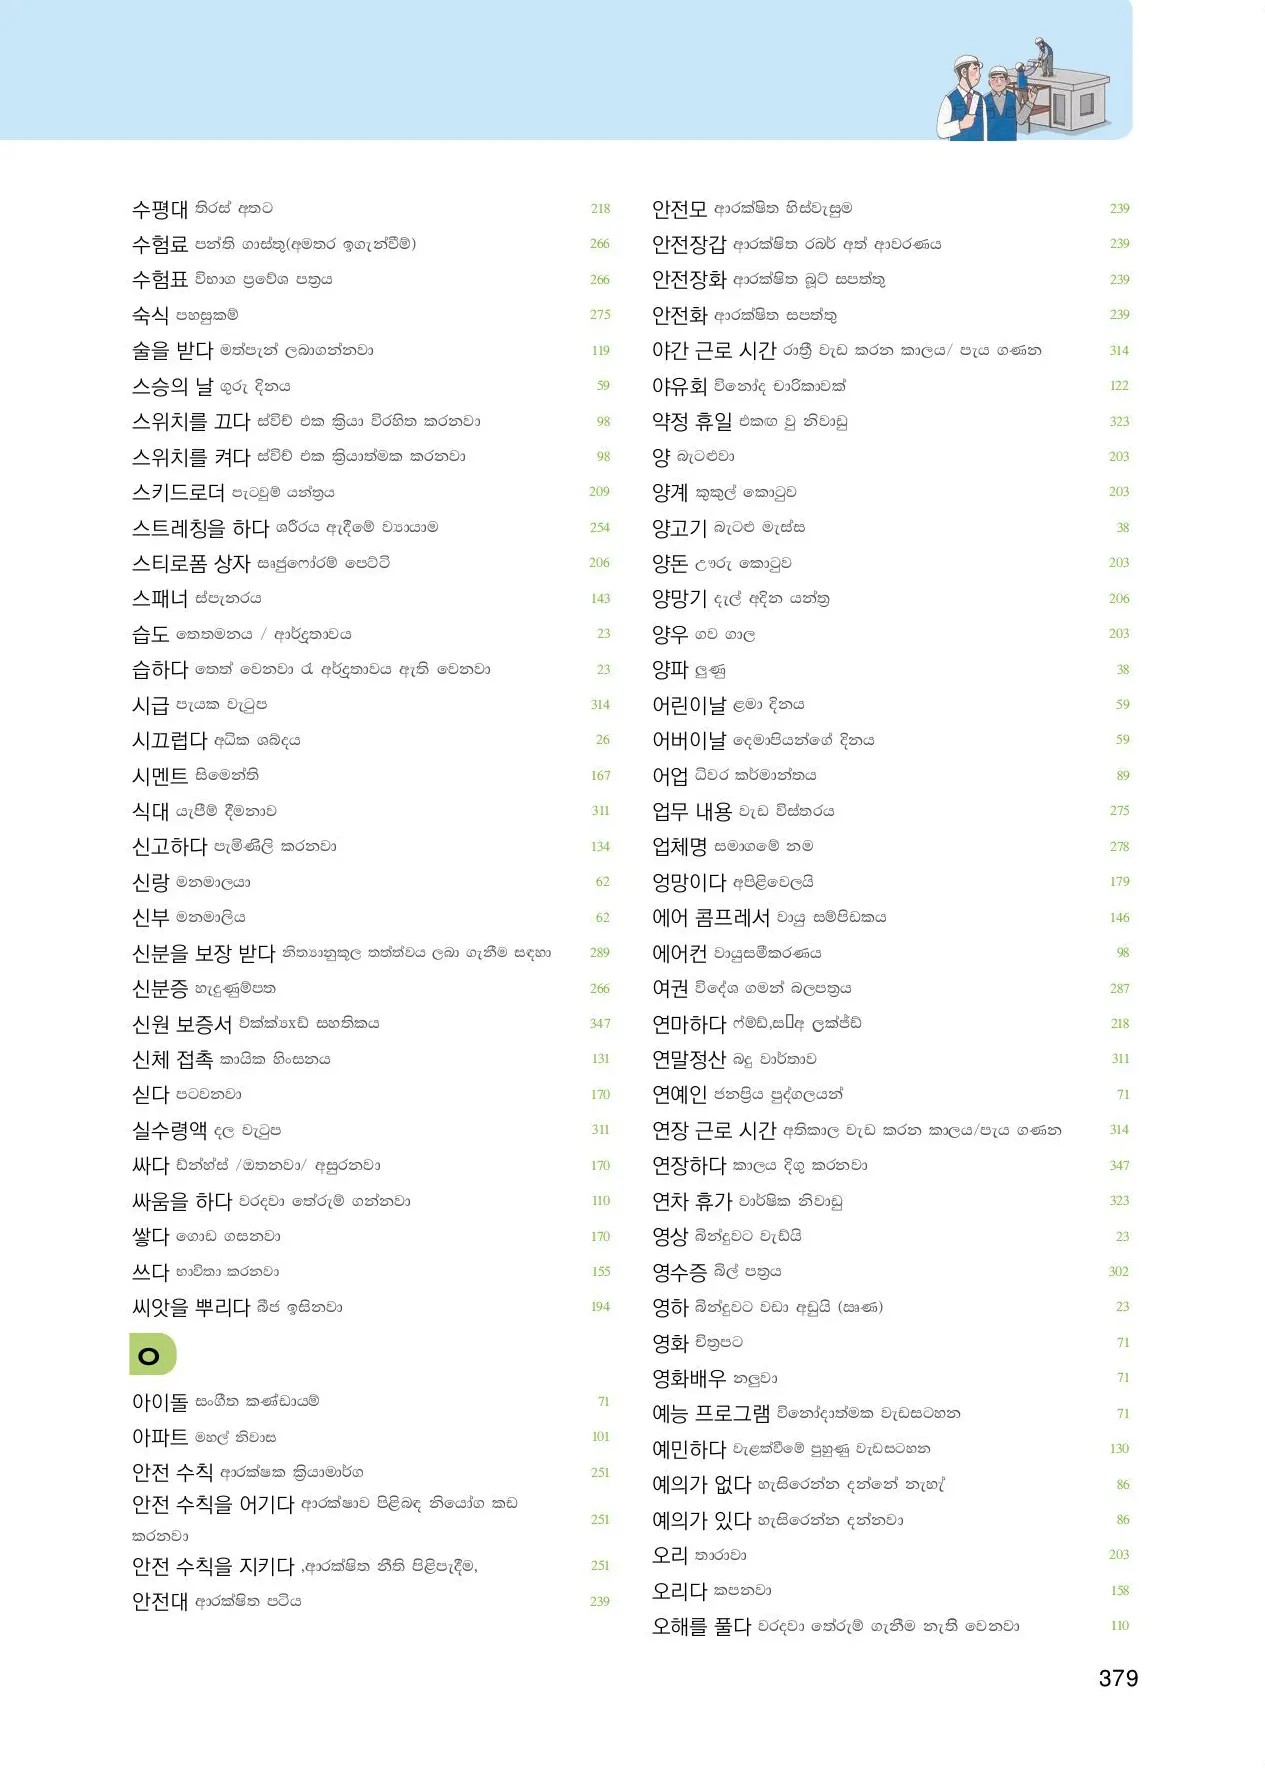 수평대 තිරස් අතට 218
수험료 පන්ති ගාස්තු(අමතර ඉගැන්වීම්) 266
수험표 විභාග ප්‍රවේශ පත්‍රය 266
숙식 පහසුකම් 275
술을 받다 මත්පැන් ලබාගන්නවා 119
스승의 날 ගුරු දිනය 59
스위치를 끄다 ස්විච් එක ක්‍රියා විරහිත කරනවා 98
스위치를 켜다 ස්විච් එක ක්‍රියාත්මක කරනවා 98
스키드로더 පැටවුම් යන්ත්‍රය 209
스트레칭을 하다 ශරීරය ඇදීමේ ව්‍යායාම 254
스티로폼 상자 සෘජුෆෝරම් පෙට්ටි 206
스패너 ස්පැනරය 143
습도 තෙතමනය / ආර්ද්‍රතාවය 23
습하다 තෙත් වෙනවා රු අර්ද්‍රතාවය ඇති වෙනවා 23
시급 පැයක වැටුප 314
시끄럽다 අධික ශබ්දය 26
시멘트 සිමෙන්ති 167
식대 යැපීම් දීමනාව 311
신고하다 පැමිණිලි කරනවා 134
신랑 මනමාලයා 62
신부 මනමාලිය 62
신분을 보장 받다 නිත්‍යානුකූල තත්ත්වය ලබා ගැනීම සඳහා 289
신분증 හැදුණුම්පත 266
신원 보증서 සහතිකය 347
신체 접촉 කායික හිංසනය 131
싣다 පටවනවා 170
실수령액 දල වැටුප 311
싸다 ඩ්න්හ්ස් /ඔතනවා/ අසුරනවා 170
싸움을 하다 වරදවා තේරුම් ගන්නවා 110
쌓다 ගොඩ ගසනවා 170
쓰다 භාවිතා කරනවා 155
씨앗을 뿌리다 බීජ ඉසිනවා 194
ㅇ
아이돌 සංගීත කණ්ඩායම් 71
아파트 මහල් නිවාස 101
안전 수칙 ආරක්ෂක ක්‍රියාමාර්ග 251
안전 수칙을 어기다 ආරක්ෂාව පිළිබඳ නියෝග කඩ
කරනවා 251
안전 수칙을 지키다 ,ආරක්ෂිත නීති පිළිපැදීම, 251
안전대 ආරක්ෂිත පටිය 239
안전모 ආරක්ෂිත හිස්වැසුම 239
안전장갑 ආරක්ෂිත රබර් අත් ආවරණය 239
안전장화 ආරක්ෂිත බූට් සපත්තු 239
안전화 ආරක්ෂිත සපත්තු 239
야간 근로 시간 රාත්‍රී වැඩ කරන කාලය/ පැය ගණන 314
야유회 විනෝද චාරිකාවක් 122
약정 휴일 එකඟ වු නිවාඩු 323
양 බැටළුවා 203
양계 කුකුල් කොටුව 203
양고기 බැටළු මැස්ස 38
양돈 ඌරු කොටුව 203
양망기 දැල් අදින යන්ත්‍ර 206
양우 ගව ගාල 203
양파 ලුණු 38
어린이날 ළමා දිනය 59
어버이날 දෙමාපියන්ගේ දිනය 59
어업 ධීවර කර්මාන්තය 89
업무 내용 වැඩ විස්තරය 275
업체명 සමාගමේ නම 278
엉망이다 අපිළිවෙලයි 179
에어 콤프레서 වායු සම්පිඩකය 146
에어컨 වායුසමීකරණය 98
여권 විදේශ ගමන් බලපත්‍රය 287
연마하다 218
연말정산 බදු වාර්තාව 311
연예인 ජනප්‍රිය පුද්ගලයන් 71
연장 근로 시간 අතිකාල වැඩ කරන කාලය/පැය ගණන 314
연장하다 කාලය දිගු කරනවා 347
연차 휴가 වාර්ෂික නිවාඩු 323
영상 බින්දුවට වැඩියි 23
영수증 බිල් පත්‍රය 302
영하 බින්දුවට වඩා අඩුයි (ඍණ) 23
영화 චිත්‍රපට 71
영화배우 නලුවා 71
예능 프로그램 විනෝදාත්මක වැඩසටහන 71
예민하다 වැළක්වීමේ පුහුණු වැඩසටහන 130
예의가 없다 හැසිරෙන්න දන්නේ නැහැ 86
예의가 있다 හැසිරෙන්න දන්නවා 86
오리 තාරාවා 203
오리다 කපනවා 158
오해를 풀다 වරදවා තේරුම් ගැනීම නැති වෙනවා 110
379